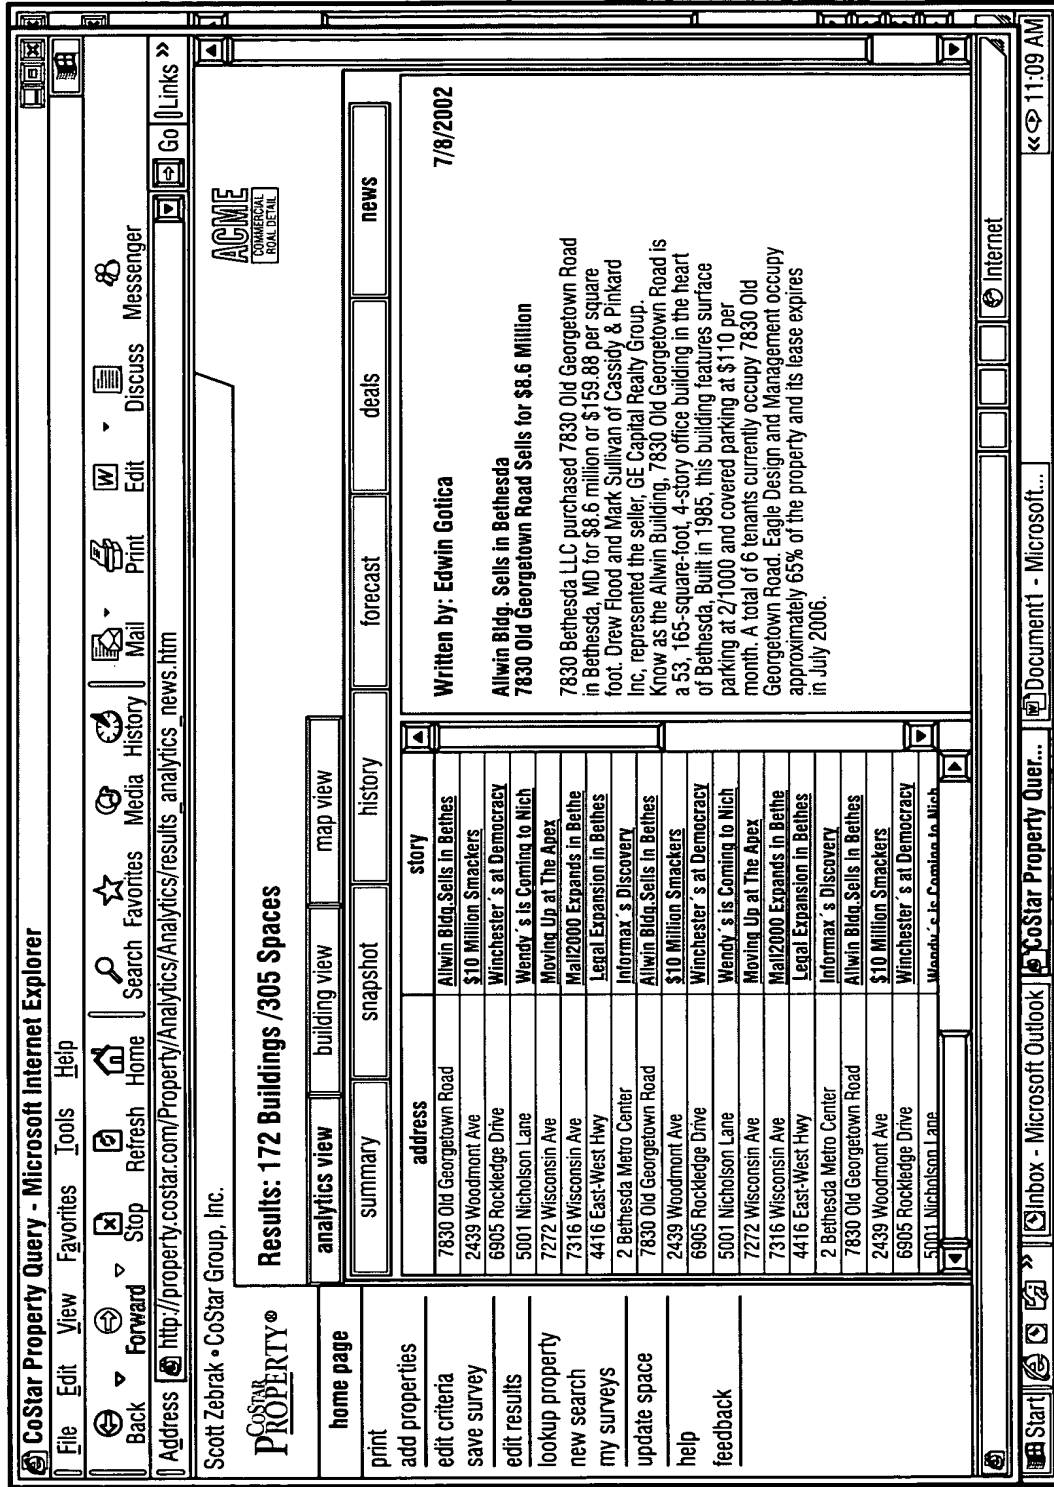 CoStar Property Query - Microsoft Internet Explorer
File Edit View Favorites Tools Help
Back Forward Stop Refresh Home Search Favorites Media History Mail Print Edit Discuss Messenger
Address http://property.costar.com/Property/Analytics/Analytics/results_analytics_news.htm Go Links »
Scott Zebrak • CoStar Group, Inc.
COSTAR
PROPERTY®
Results: 172 Buildings /305 Spaces
ACME
COMMERCIAL
ROAL DETAIL
analytics view building view map view
summary snapshot history forecast deals news
home page
print
add properties
edit criteria
save survey
edit results
lookup property
new search
my surveys
update space
help
feedback
address story
7830 Old Georgetown Road Allwin Bldg.Sells in Bethes
2439 Woodmont Ave $10 Million Smackers
6905 Rockledge Drive Winchester´s at Democracy
5001 Nicholson Lane Wendy´s is Coming to Nich
7272 Wisconsin Ave Moving Up at The Apex
7316 Wisconsin Ave Mall2000 Expands in Bethe
4416 East-West Hwy Legal Expansion in Bethes
2 Bethesda Metro Center Informax´s Discovery
7830 Old Georgetown Road Allwin Bldg.Sells in Bethes
2439 Woodmont Ave $10 Million Smackers
6905 Rockledge Drive Winchester´s at Democracy
5001 Nicholson Lane Wendy´s is Coming to Nich
7272 Wisconsin Ave Moving Up at The Apex
7316 Wisconsin Ave Mall2000 Expands in Bethes
4416 East-West Hwy Legal Expansion in Bethes
2 Bethesda Metro Center Informax´s Discovery
7830 Old Georgetown Road Allwin Bldg.Sells in Bethes
2439 Woodmont Ave $10 Million Smackers
6905 Rockledge Drive Winchester´s at Democracy
5001 Nicholson Lane Wendy´s is Coming to Nich
Written by: Edwin Gotica 7/8/2002
Allwin Bldg. Sells in Bethesda
7830 Old Georgetown Road Sells for $8.6 Million
7830 Bethesda LLC purchased 7830 Old Georgetown Road
in Bethesda, MD for $8.6 million or $159.88 per square
foot. Drew Flood and Mark Sullivan of Cassidy & Pinkard
Inc, represented the seller, GE Capital Realty Group.
Know as the Allwin Building, 7830 Old Georgetown Road is
a 53, 165-square-foot, 4-story office building in the heart
of Bethesda, Built in 1985, this building features surface
parking at 2/1000 and covered parking at $110 per
month. A total of 6 tenants currently occupy 7830 Old
Georgetown Road. Eagle Design and Management occupy
approximately 65% of the property and its lease expires
in July 2006.
Internet
Start » Inbox - Microsoft Outlook CoStar Property Quer... Document1 - Microsoft... « 11:09 AM